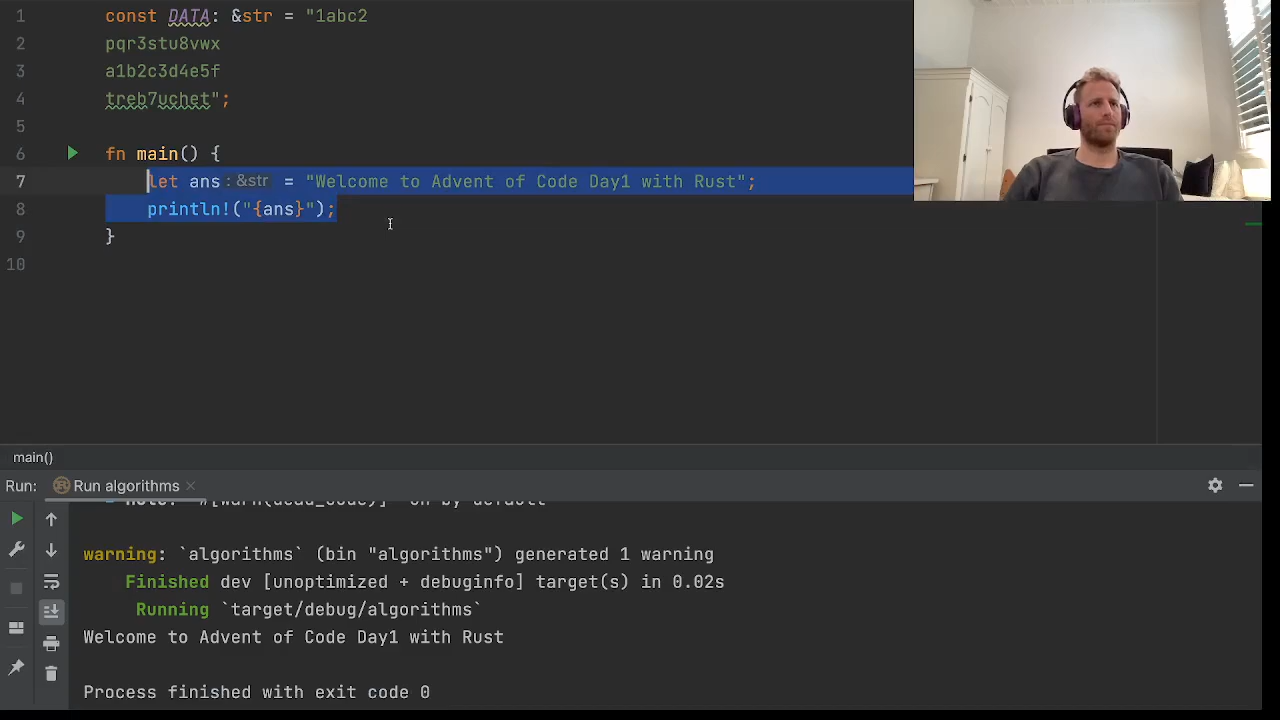 1 const DATA: &str = "1abc2
2 pqr3stu8vwx
3 a1b2c3d4e5f
4 treb7uchet";
5
6 fn main() {
7 let ans: &str = "Welcome to Advent of Code Day1 with Rust";
8 println!("{ans}");
9 }
10
main()
Run: Run algorithms
warning: `algorithms` (bin "algorithms") generated 1 warning
Finished dev [unoptimized + debuginfo] target(s) in 0.02s
Running `target/debug/algorithms`
Welcome to Advent of Code Day1 with Rust
Process finished with exit code 0